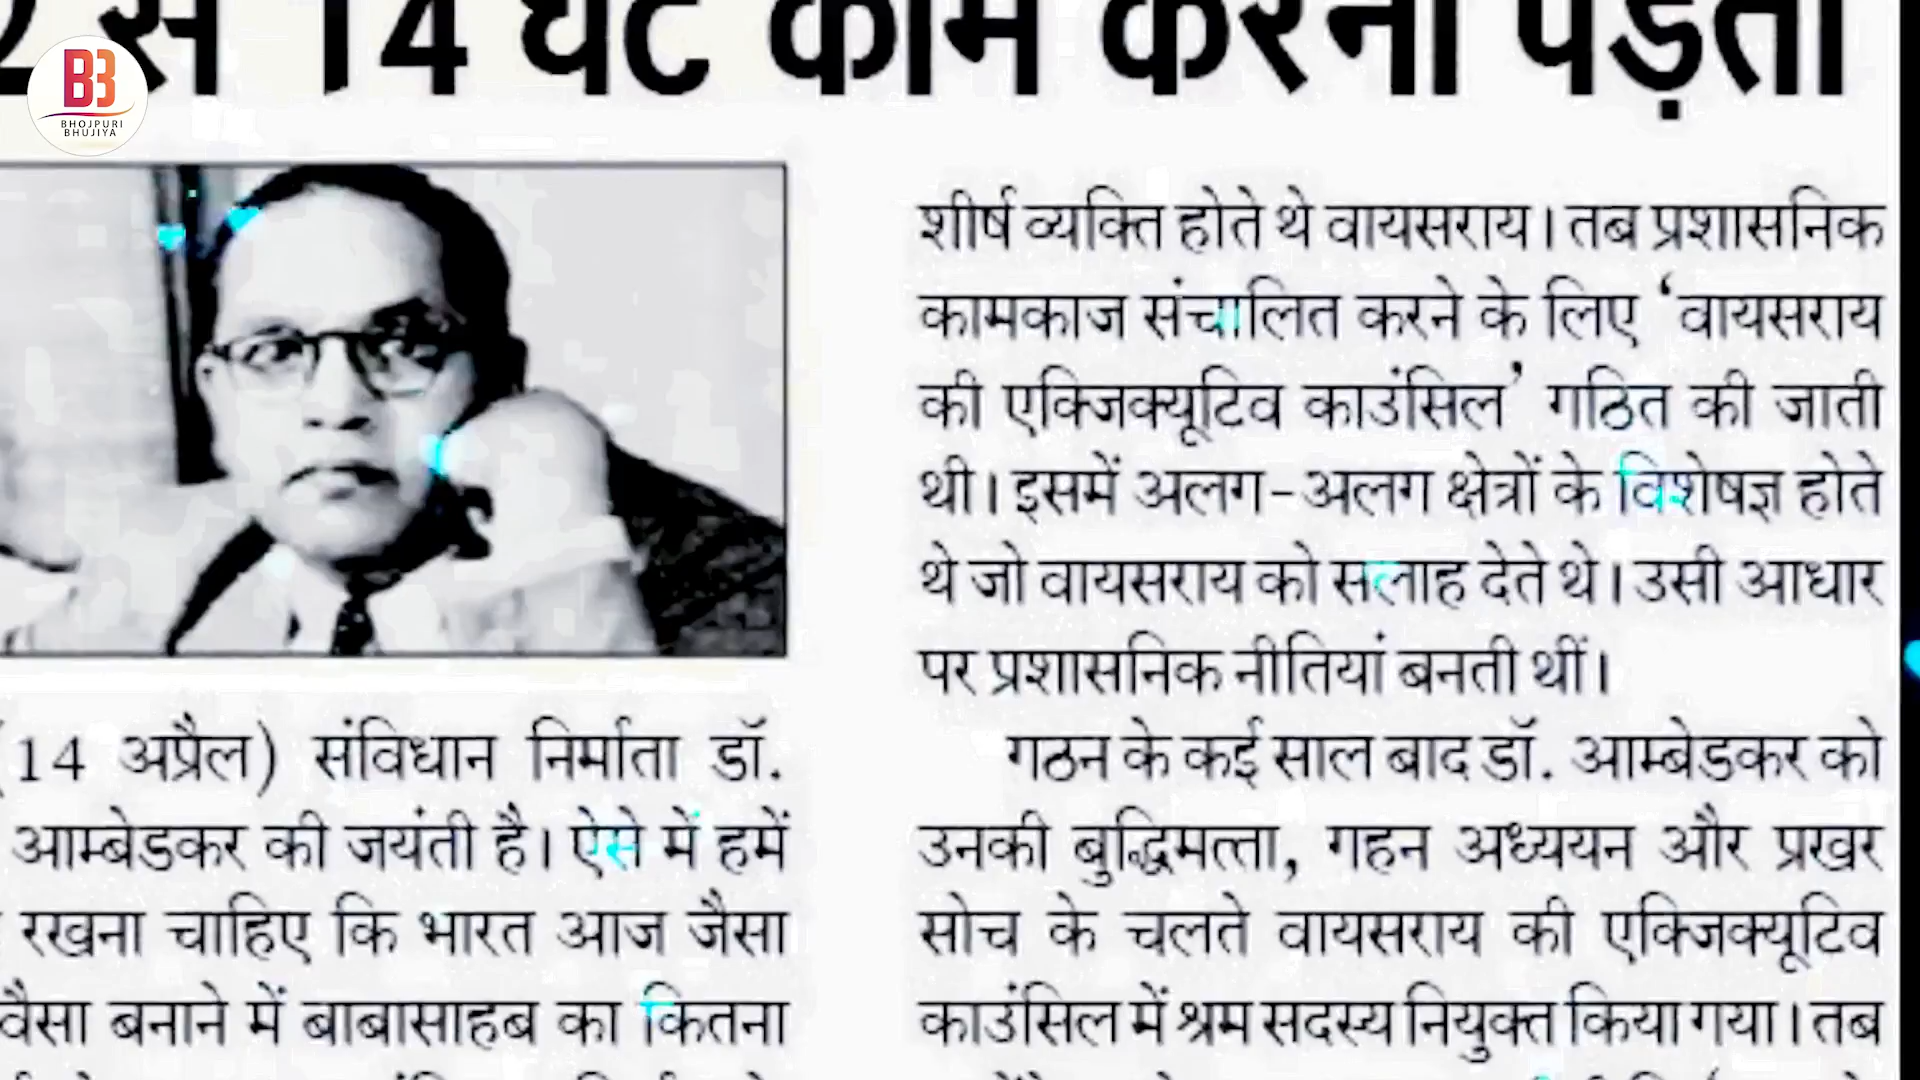 से 14 घंटे काम करना पड़ता
B3
BHOJPURI
BHUJIYA
(14 अप्रैल) संविधान निर्माता डॉ.
आम्बेडकर की जयंती है। ऐसे में हमें
रखना चाहिए कि भारत आज जैसा
वैसा बनाने में बाबासाहब का कितना
शीर्ष व्यक्ति होते थे वायसराय। तब प्रशासनिक
कामकाज संचालित करने के लिए ‘वायसराय
की एक्जिक्यूटिव काउंसिल’ गठित की जाती
थी। इसमें अलग-अलग क्षेत्रों के विशेषज्ञ होते
थे जो वायसराय को सलाह देते थे। उसी आधार
पर प्रशासनिक नीतियां बनती थीं।
गठन के कई साल बाद डॉ. आम्बेडकर को
उनकी बुद्धिमत्ता, गहन अध्ययन और प्रखर
सोच के चलते वायसराय की एक्जिक्यूटिव
काउंसिल में श्रम सदस्य नियुक्त किया गया। तब